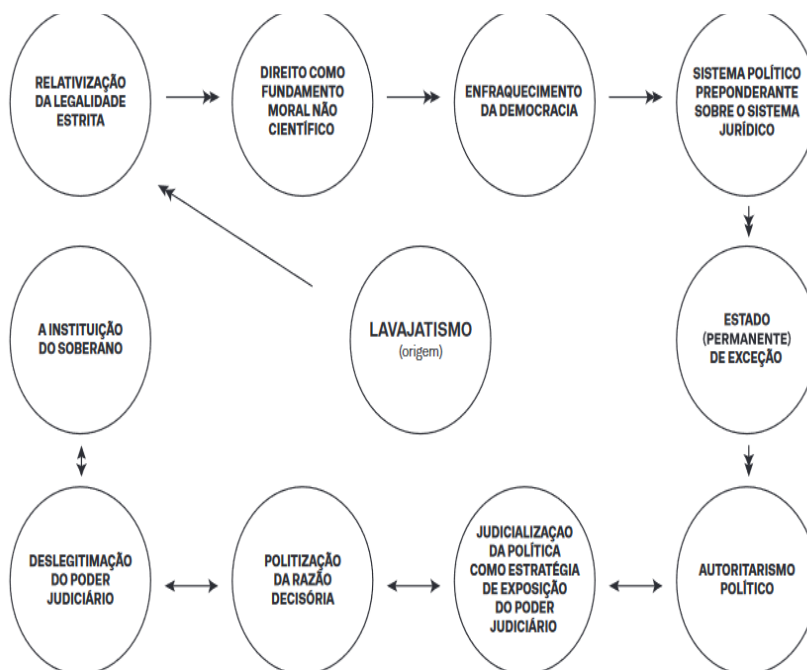 RELATIVIZAÇÃO
DA LEGALIDADE
ESTRITA
DIREITO COMO
FUNDAMENTO
MORAL NÃO
CIENTÍFICO
ENFRAQUECIMENTO
DA DEMOCRACIA
SISTEMA POLÍTICO
PREPONDERANTE
SOBRE O SISTEMA
JURÍDICO
A INSTITUIÇÃO
DO SOBERANO
LAVAJATISMO
(origem)
ESTADO
(PERMANENTE)
DE EXCEÇÃO
DESLEGITIMAÇÃO
DO PODER
JUDICIÁRIO
POLITIZAÇÃO
DA RAZÃO
DECISÓRIA
JUDICIALIZAÇAO
DA POLÍTICA
COMO ESTRATÉGIA
DE EXPOSIÇÃO
DO PODER
JUDICIÁRIO
AUTORITARISMO
POLÍTICO